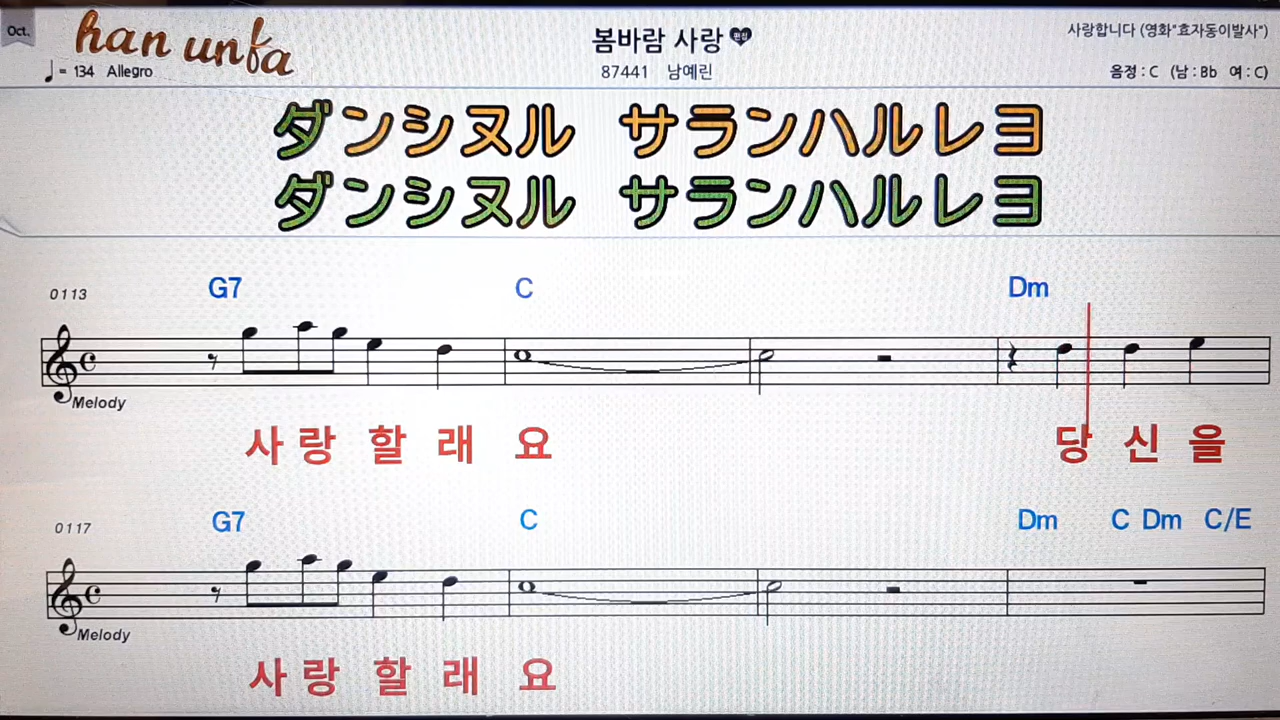 Oct.
han unfa
봄바람 사랑 편집
사랑합니다 (영화"효자동이발사")
♩= 134 Allegro
87441 남예린
음정 : C (남 : Bb 여 : C)
ダンシヌル サランハルレヨ
ダンシヌル サランハルレヨ
0113 G7 C Dm
Melody
사 랑 할 래 요 당 신 을
0117 G7 C Dm C Dm C/E
Melody
사 랑 할 래 요